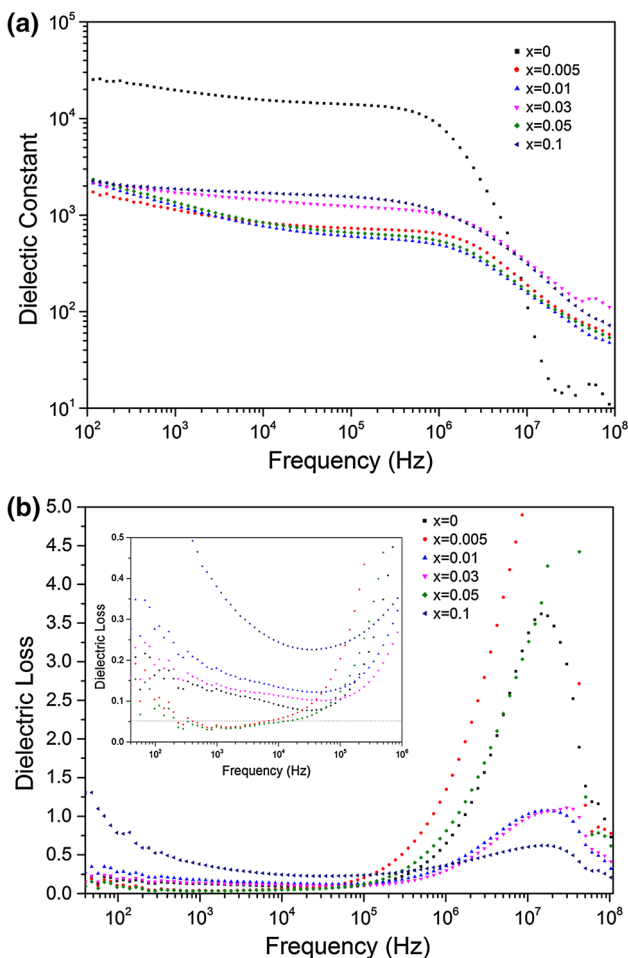 (a)
10^5
10^4
10^3
10^2
10^1
Dielectic Constant
x=0
x=0.005
x=0.01
x=0.03
x=0.05
x=0.1
10^2 10^3 10^4 10^5 10^6 10^7 10^8
Frequency (Hz)
(b)
5.0
4.5
4.0
3.5
3.0
2.5
2.0
1.5
1.0
0.5
0.0
Dielectric Loss
0.5
0.4
0.3
0.2
0.1
0.0
Dielectric Loss
10^2 10^3 10^4 10^5 10^6
Frequency (Hz)
x=0
x=0.005
x=0.01
x=0.03
x=0.05
x=0.1
10^2 10^3 10^4 10^5 10^6 10^7 10^8
Frequency (Hz)